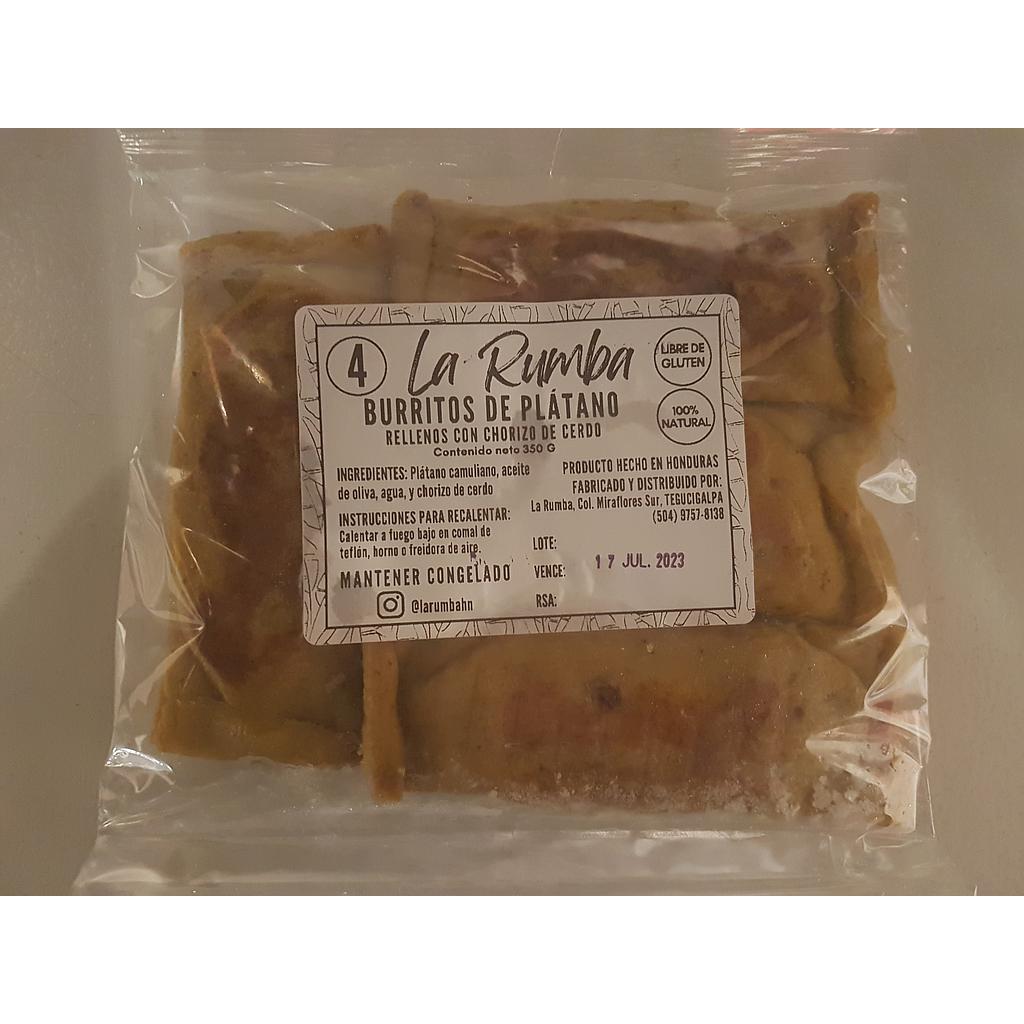 4
La Rumba
LIBRE DE
GLUTEN
BURRITOS DE PLÁTANO
100%
NATURAL
RELLENOS CON CHORIZO DE CERDO
Contenido neto 350 G
INGREDIENTES: Plátano camuliano, aceite
de oliva, agua, y chorizo de cerdo
INSTRUCCIONES PARA RECALENTAR:
Calentar a fuego bajo en comal de
teflón, horno o freidora de aire.
MANTENER CONGELADO
@larumbahn
PRODUCTO HECHO EN HONDURAS
FABRICADO Y DISTRIBUIDO POR:
La Rumba, Col. Miraflores Sur, TEGUCIGALPA
(504) 9757-8138
LOTE:
VENCE: 17 JUL. 2023
RSA: